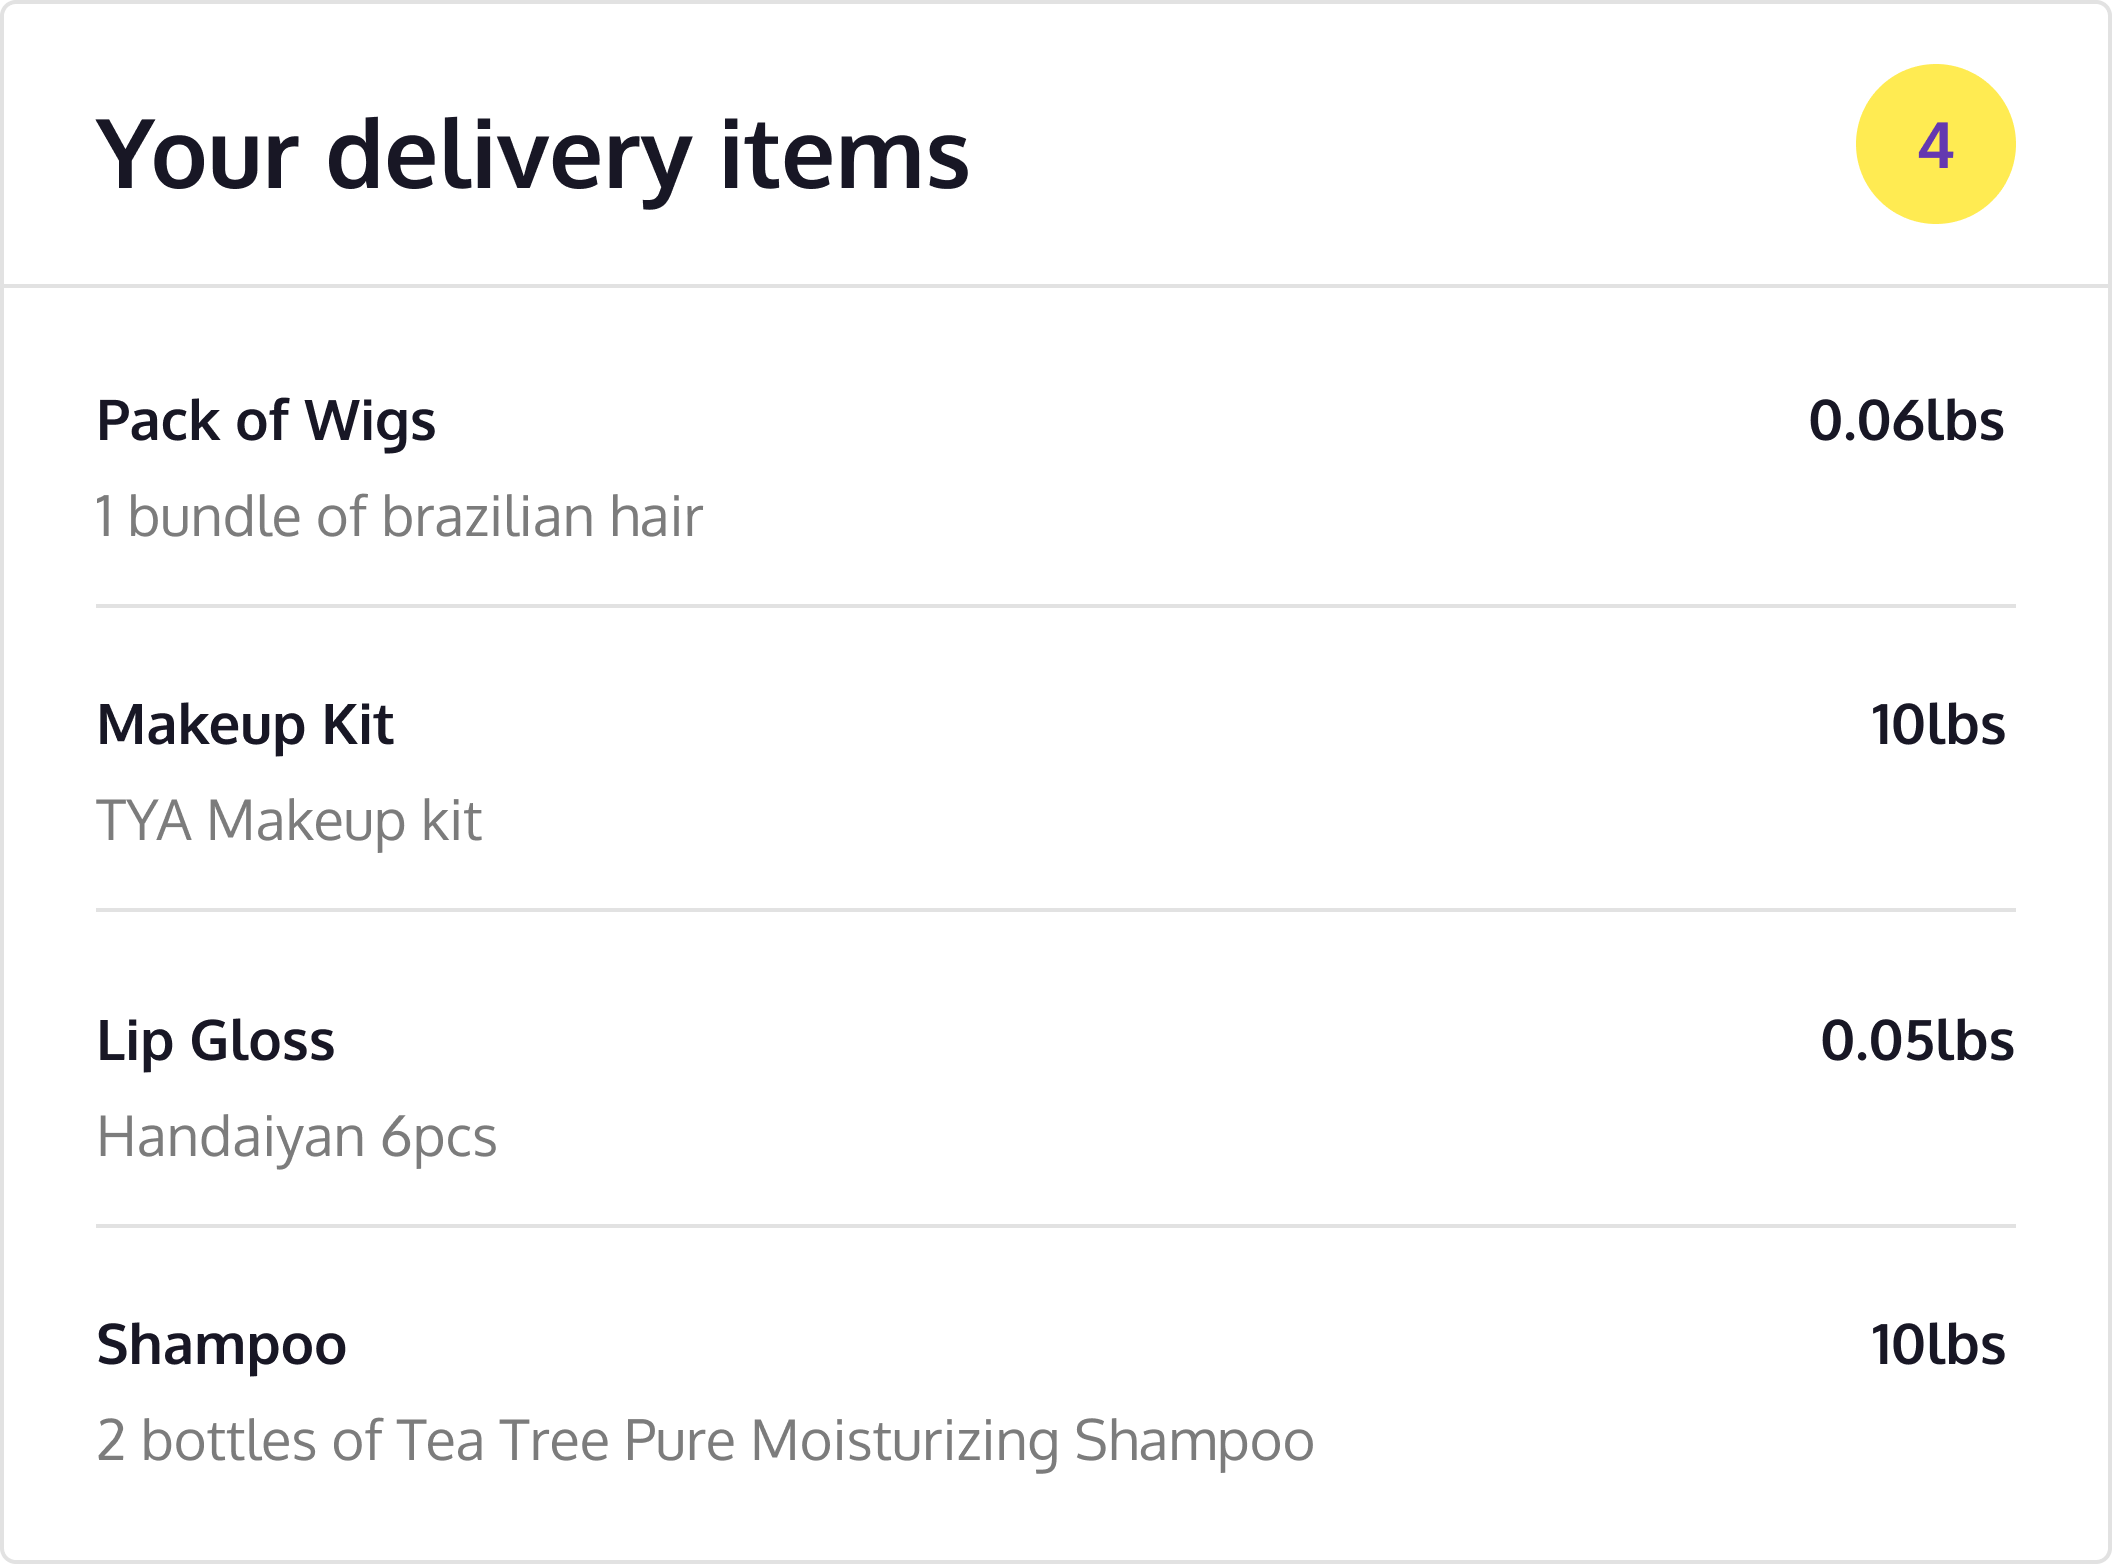 Your delivery items
4
Pack of Wigs
0.06lbs
1 bundle of brazilian hair
Makeup Kit
10lbs
TYA Makeup kit
Lip Gloss
0.05lbs
Handaiyan 6pcs
Shampoo
10lbs
2 bottles of Tea Tree Pure Moisturizing Shampoo